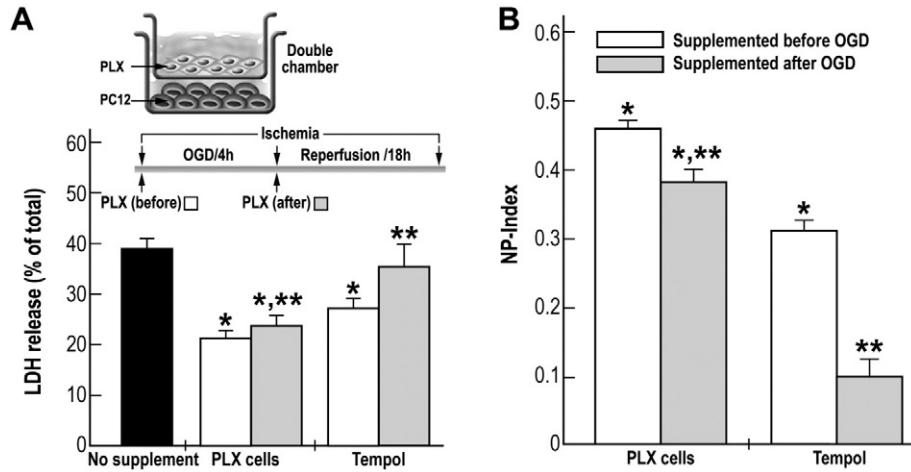 A
PLX
PC12
Double
chamber
Ischemia
OGD/4h
Reperfusion /18h
PLX (before)
PLX (after)
LDH release (% of total)
60
50
40
30
20
10
0
*
*,**
*
**
No supplement
PLX cells
Tempol
B
Supplemented before OGD
Supplemented after OGD
NP-Index
0.6
0.5
0.4
0.3
0.2
0.1
0
*
*,**
*
**
PLX cells
Tempol